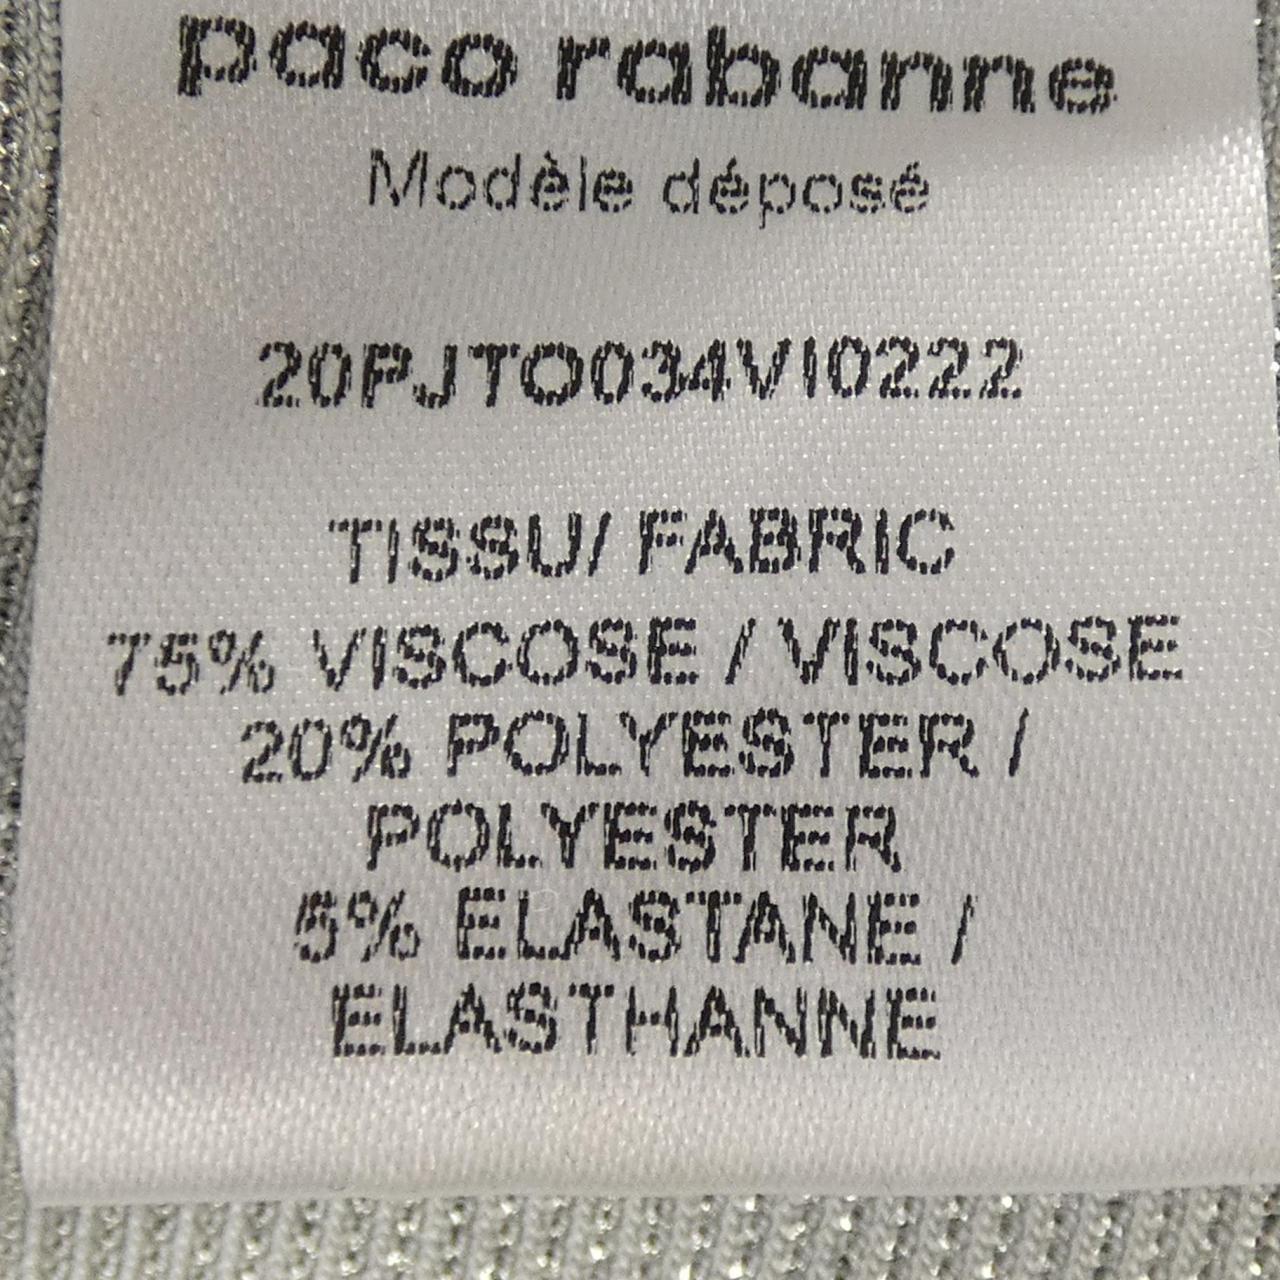 paco rabanne
Modèle déposé
20PJTO034VI0222
TISSU/ FABRIC
75% VISCOSE / VISCOSE
20% POLYESTER /
POLYESTER
5% ELASTANE /
ELASTHANNE